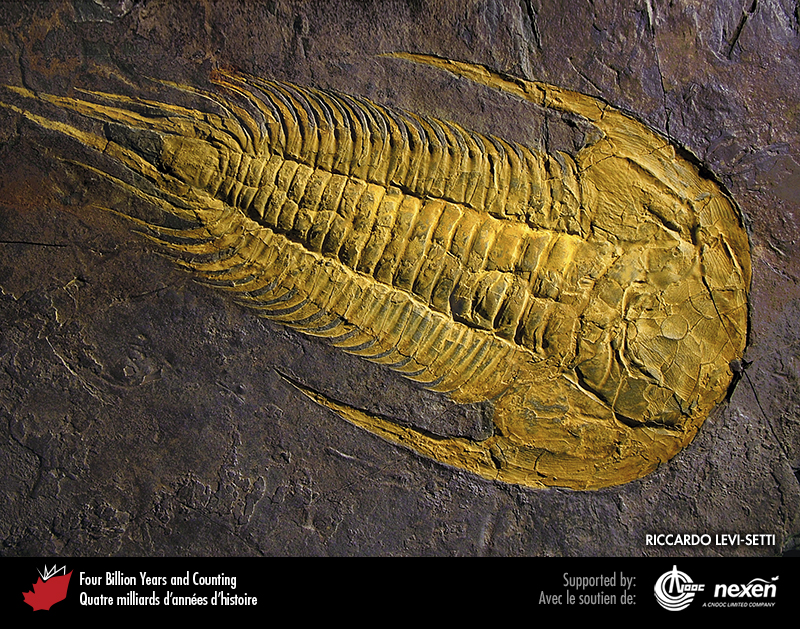 RICCARDO LEVI-SETTI
Four Billion Years and Counting
Quatre milliards d'années d'histoire
Supported by:
Avec le soutien de:
CNOOC nexen
A CNOOC LIMITED COMPANY